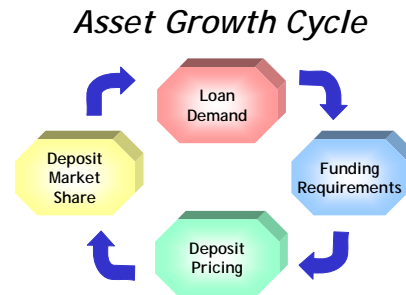 Asset Growth Cycle
Loan
Demand
Funding
Requirements
Deposit
Pricing
Deposit
Market
Share